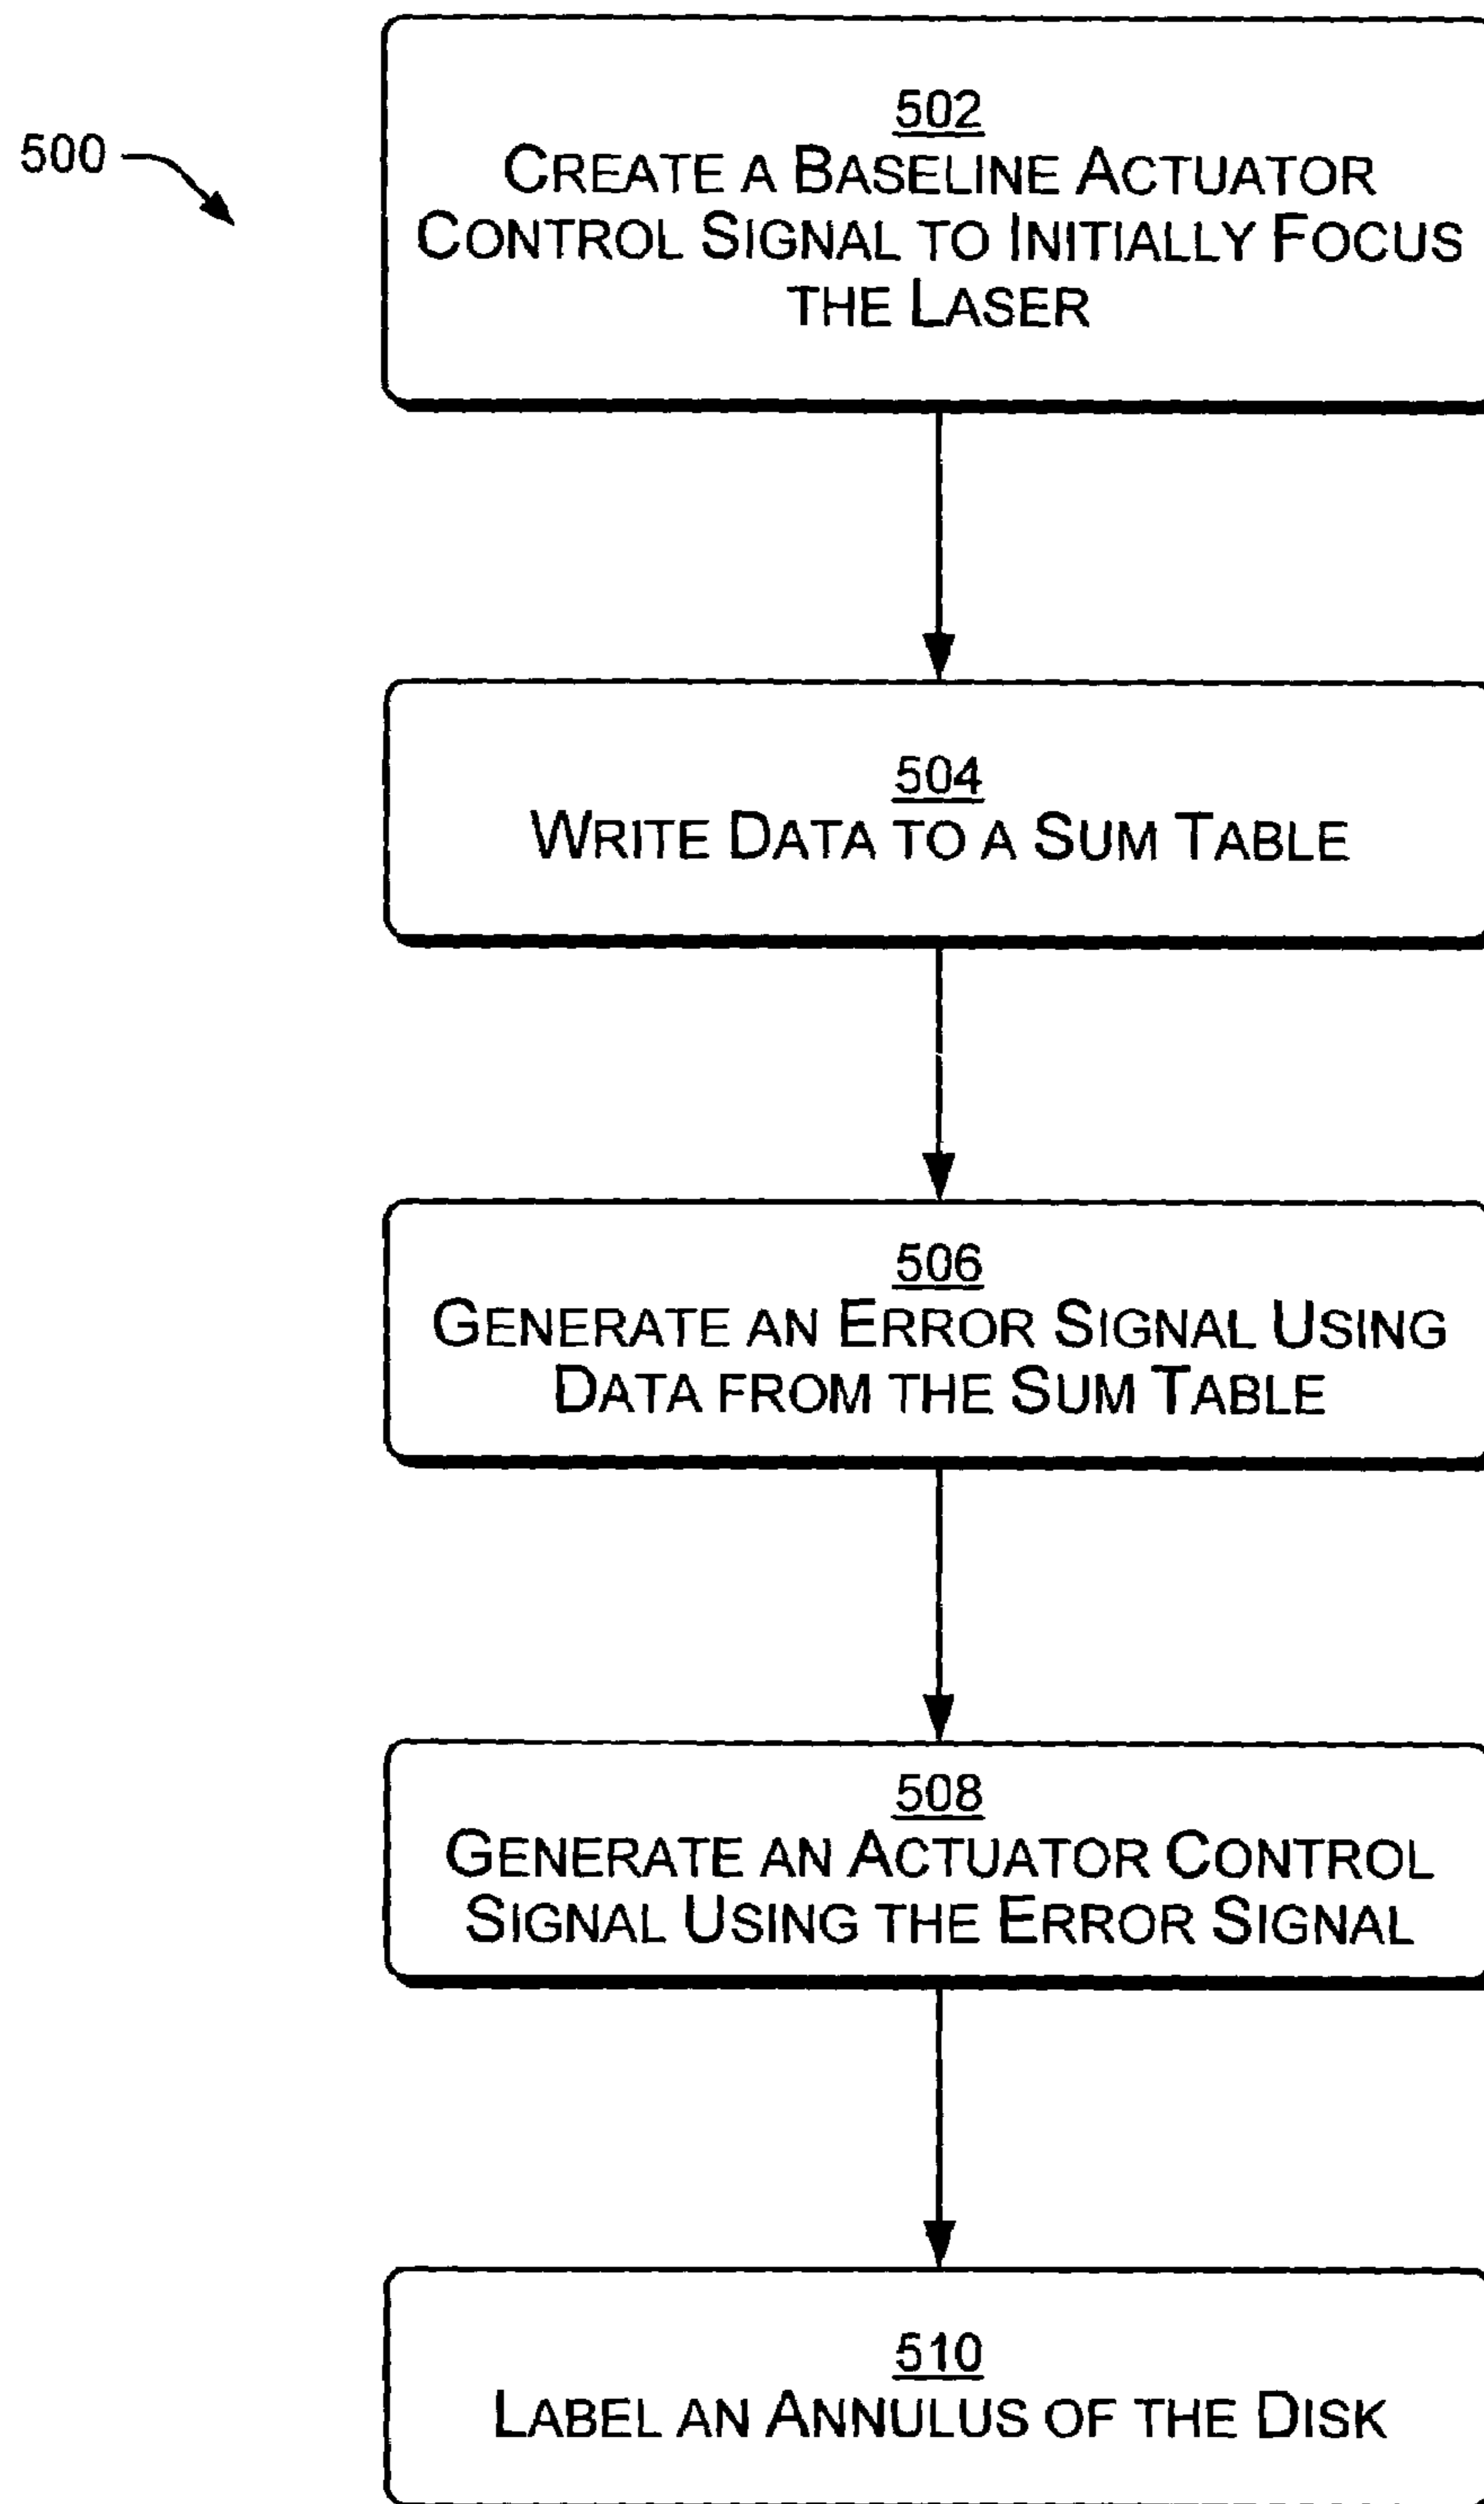 500
502
CREATE A BASELINE ACTUATOR
CONTROL SIGNAL TO INITIALLY FOCUS
THE LASER
504
WRITE DATA TO A SUM TABLE
506
GENERATE AN ERROR SIGNAL USING
DATA FROM THE SUM TABLE
508
GENERATE AN ACTUATOR CONTROL
SIGNAL USING THE ERROR SIGNAL
510
LABEL AN ANNULUS OF THE DISK